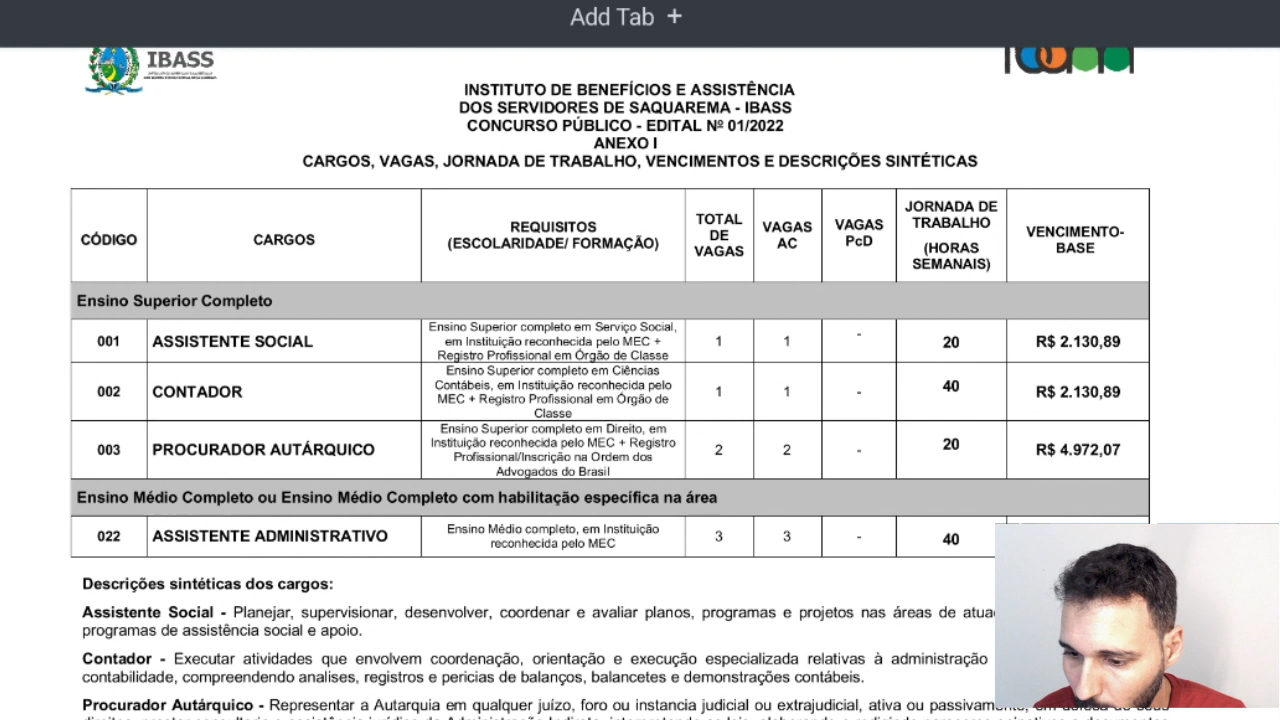 Add Tab +
IBASS
INSTITUTO DE BENEFÍCIOS E ASSISTÊNCIA
DOS SERVIDORES DE SAQUAREMA - IBASS
CONCURSO PÚBLICO - EDITAL Nº 01/2022
ANEXO I
CARGOS, VAGAS, JORNADA DE TRABALHO, VENCIMENTOS E DESCRIÇÕES SINTÉTICAS
CÓDIGO
CARGOS
REQUISITOS
(ESCOLARIDADE/ FORMAÇÃO)
TOTAL
DE
VAGAS
VAGAS
AC
VAGAS
PcD
JORNADA DE
TRABALHO
(HORAS
SEMANAIS)
VENCIMENTO-
BASE
Ensino Superior Completo
001
ASSISTENTE SOCIAL
Ensino Superior completo em Serviço Social,
em Instituição reconhecida pelo MEC +
Registro Profissional em Órgão de Classe
1
1
-
20
R$ 2.130,89
002
CONTADOR
Ensino Superior completo em Ciências
Contábeis, em Instituição reconhecida pelo
MEC + Registro Profissional em Órgão de
Classe
1
1
-
40
R$ 2.130,89
003
PROCURADOR AUTÁRQUICO
Ensino Superior completo em Direito, em
Instituição reconhecida pelo MEC + Registro
Profissional/Inscrição na Ordem dos
Advogados do Brasil
2
2
-
20
R$ 4.972,07
Ensino Médio Completo ou Ensino Médio Completo com habilitação específica na área
022
ASSISTENTE ADMINISTRATIVO
Ensino Médio completo, em Instituição
reconhecida pelo MEC
3
3
-
40
Descrições sintéticas dos cargos:
Assistente Social - Planejar, supervisionar, desenvolver, coordenar e avaliar planos, programas e projetos nas áreas de
programas de assistência social e apoio.
Contador - Executar atividades que envolvem coordenação, orientação e execução especializada relativas à administração
contabilidade, compreendendo analises, registros e pericias de balanços, balancetes e demonstrações contábeis.
Procurador Autárquico - Representar a Autarquia em qualquer juízo, foro ou instancia judicial ou extrajudicial, ativa ou